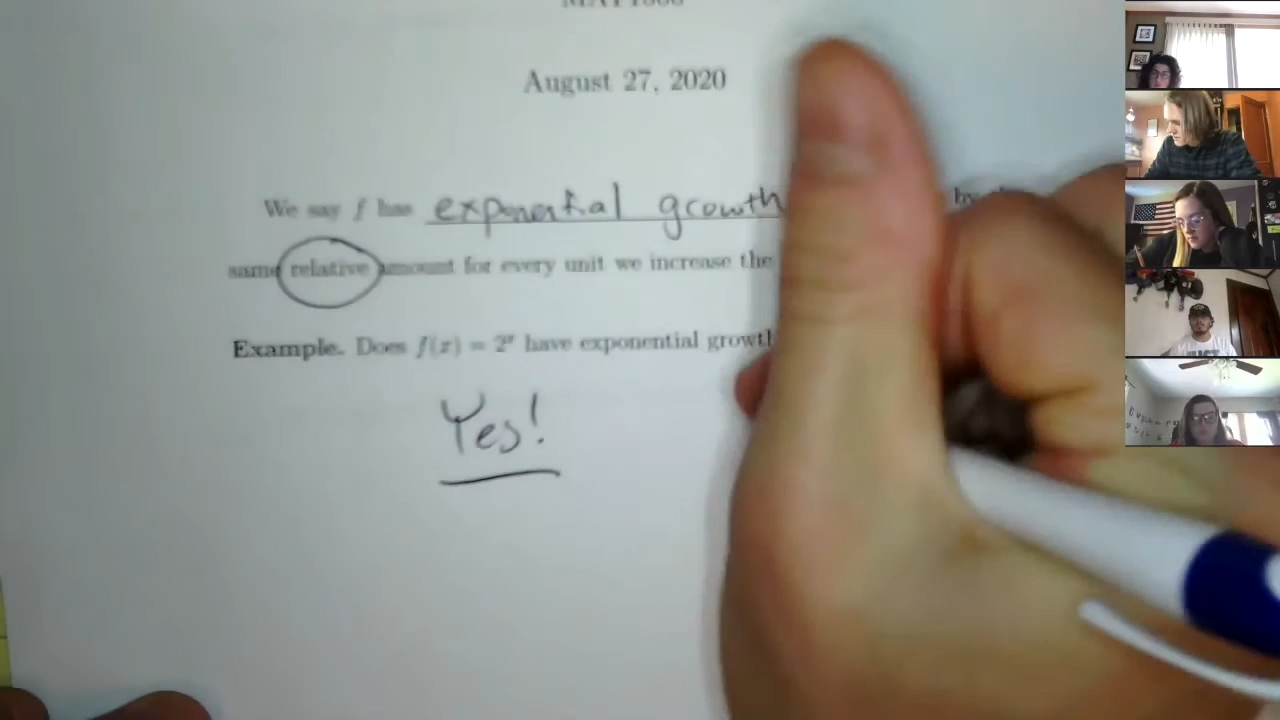 August 27, 2020
We say f has exponential growth by
same relative amount for every unit we increase the
Example. Does f(x) = 2ˣ have exponential growth
Yes!